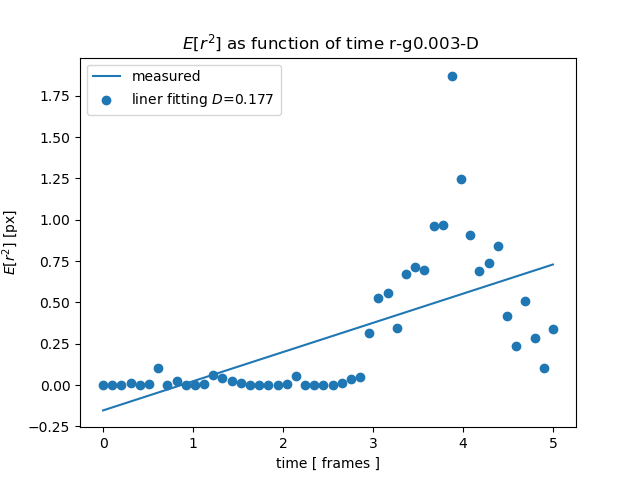 E[r²] as function of time r-g0.003-D
measured
liner fitting D=0.177
1.75
1.50
1.25
1.00
0.75
0.50
0.25
0.00
−0.25
E[r²] [px]
0 1 2 3 4 5
time [ frames ]